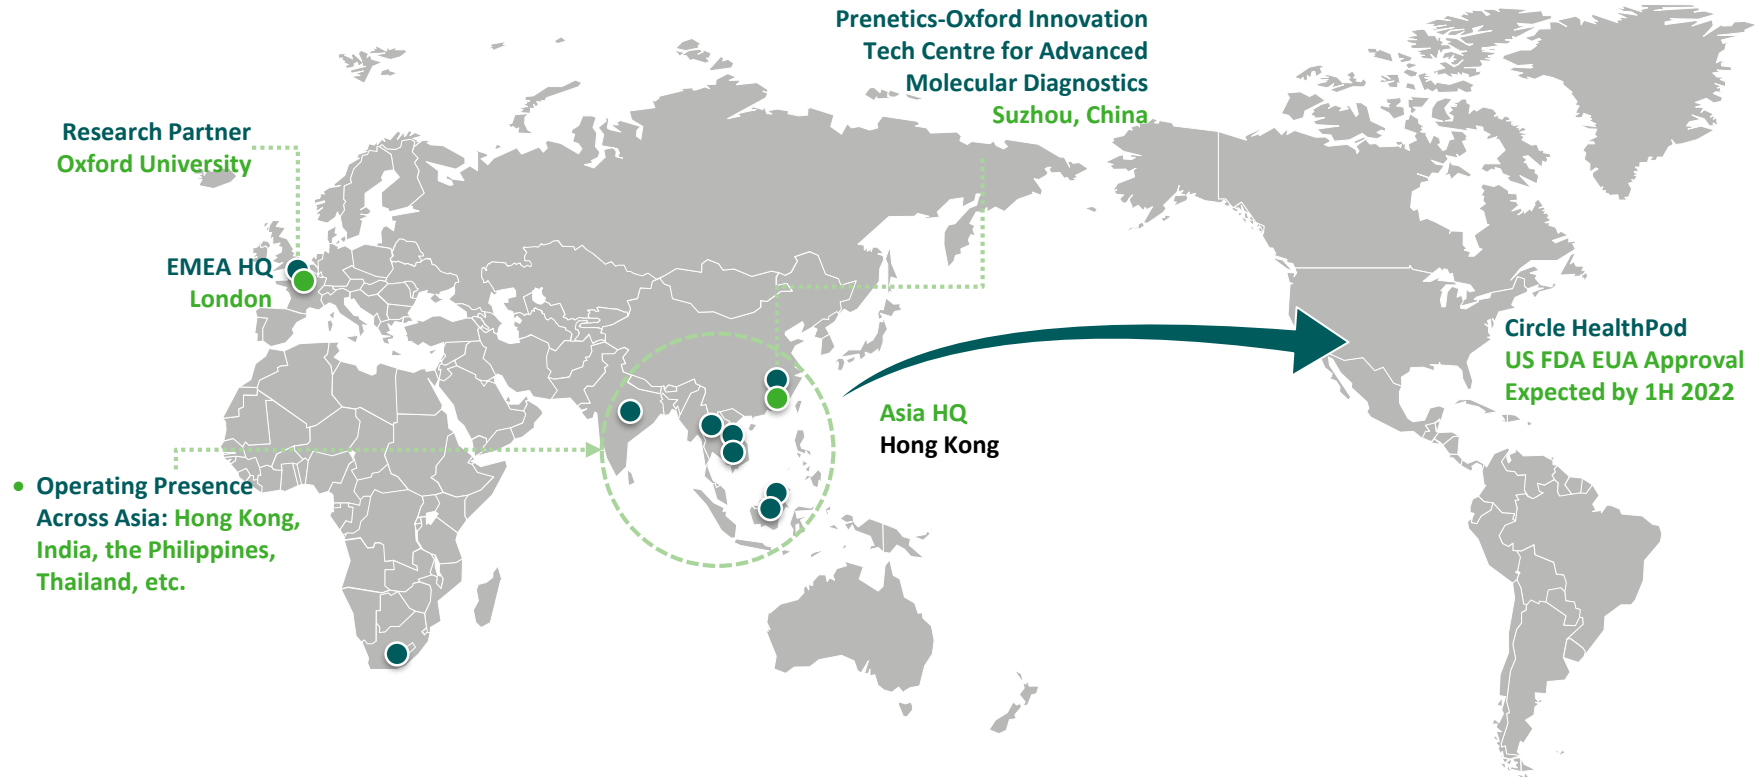 Prenetics-Oxford Innovation
Tech Centre for Advanced
Molecular Diagnostics
Suzhou, China
Research Partner
Oxford University
EMEA HQ
London
Circle HealthPod
US FDA EUA Approval
Expected by 1H 2022
Asia HQ
Hong Kong
• Operating Presence
Across Asia: Hong Kong,
India, the Philippines,
Thailand, etc.